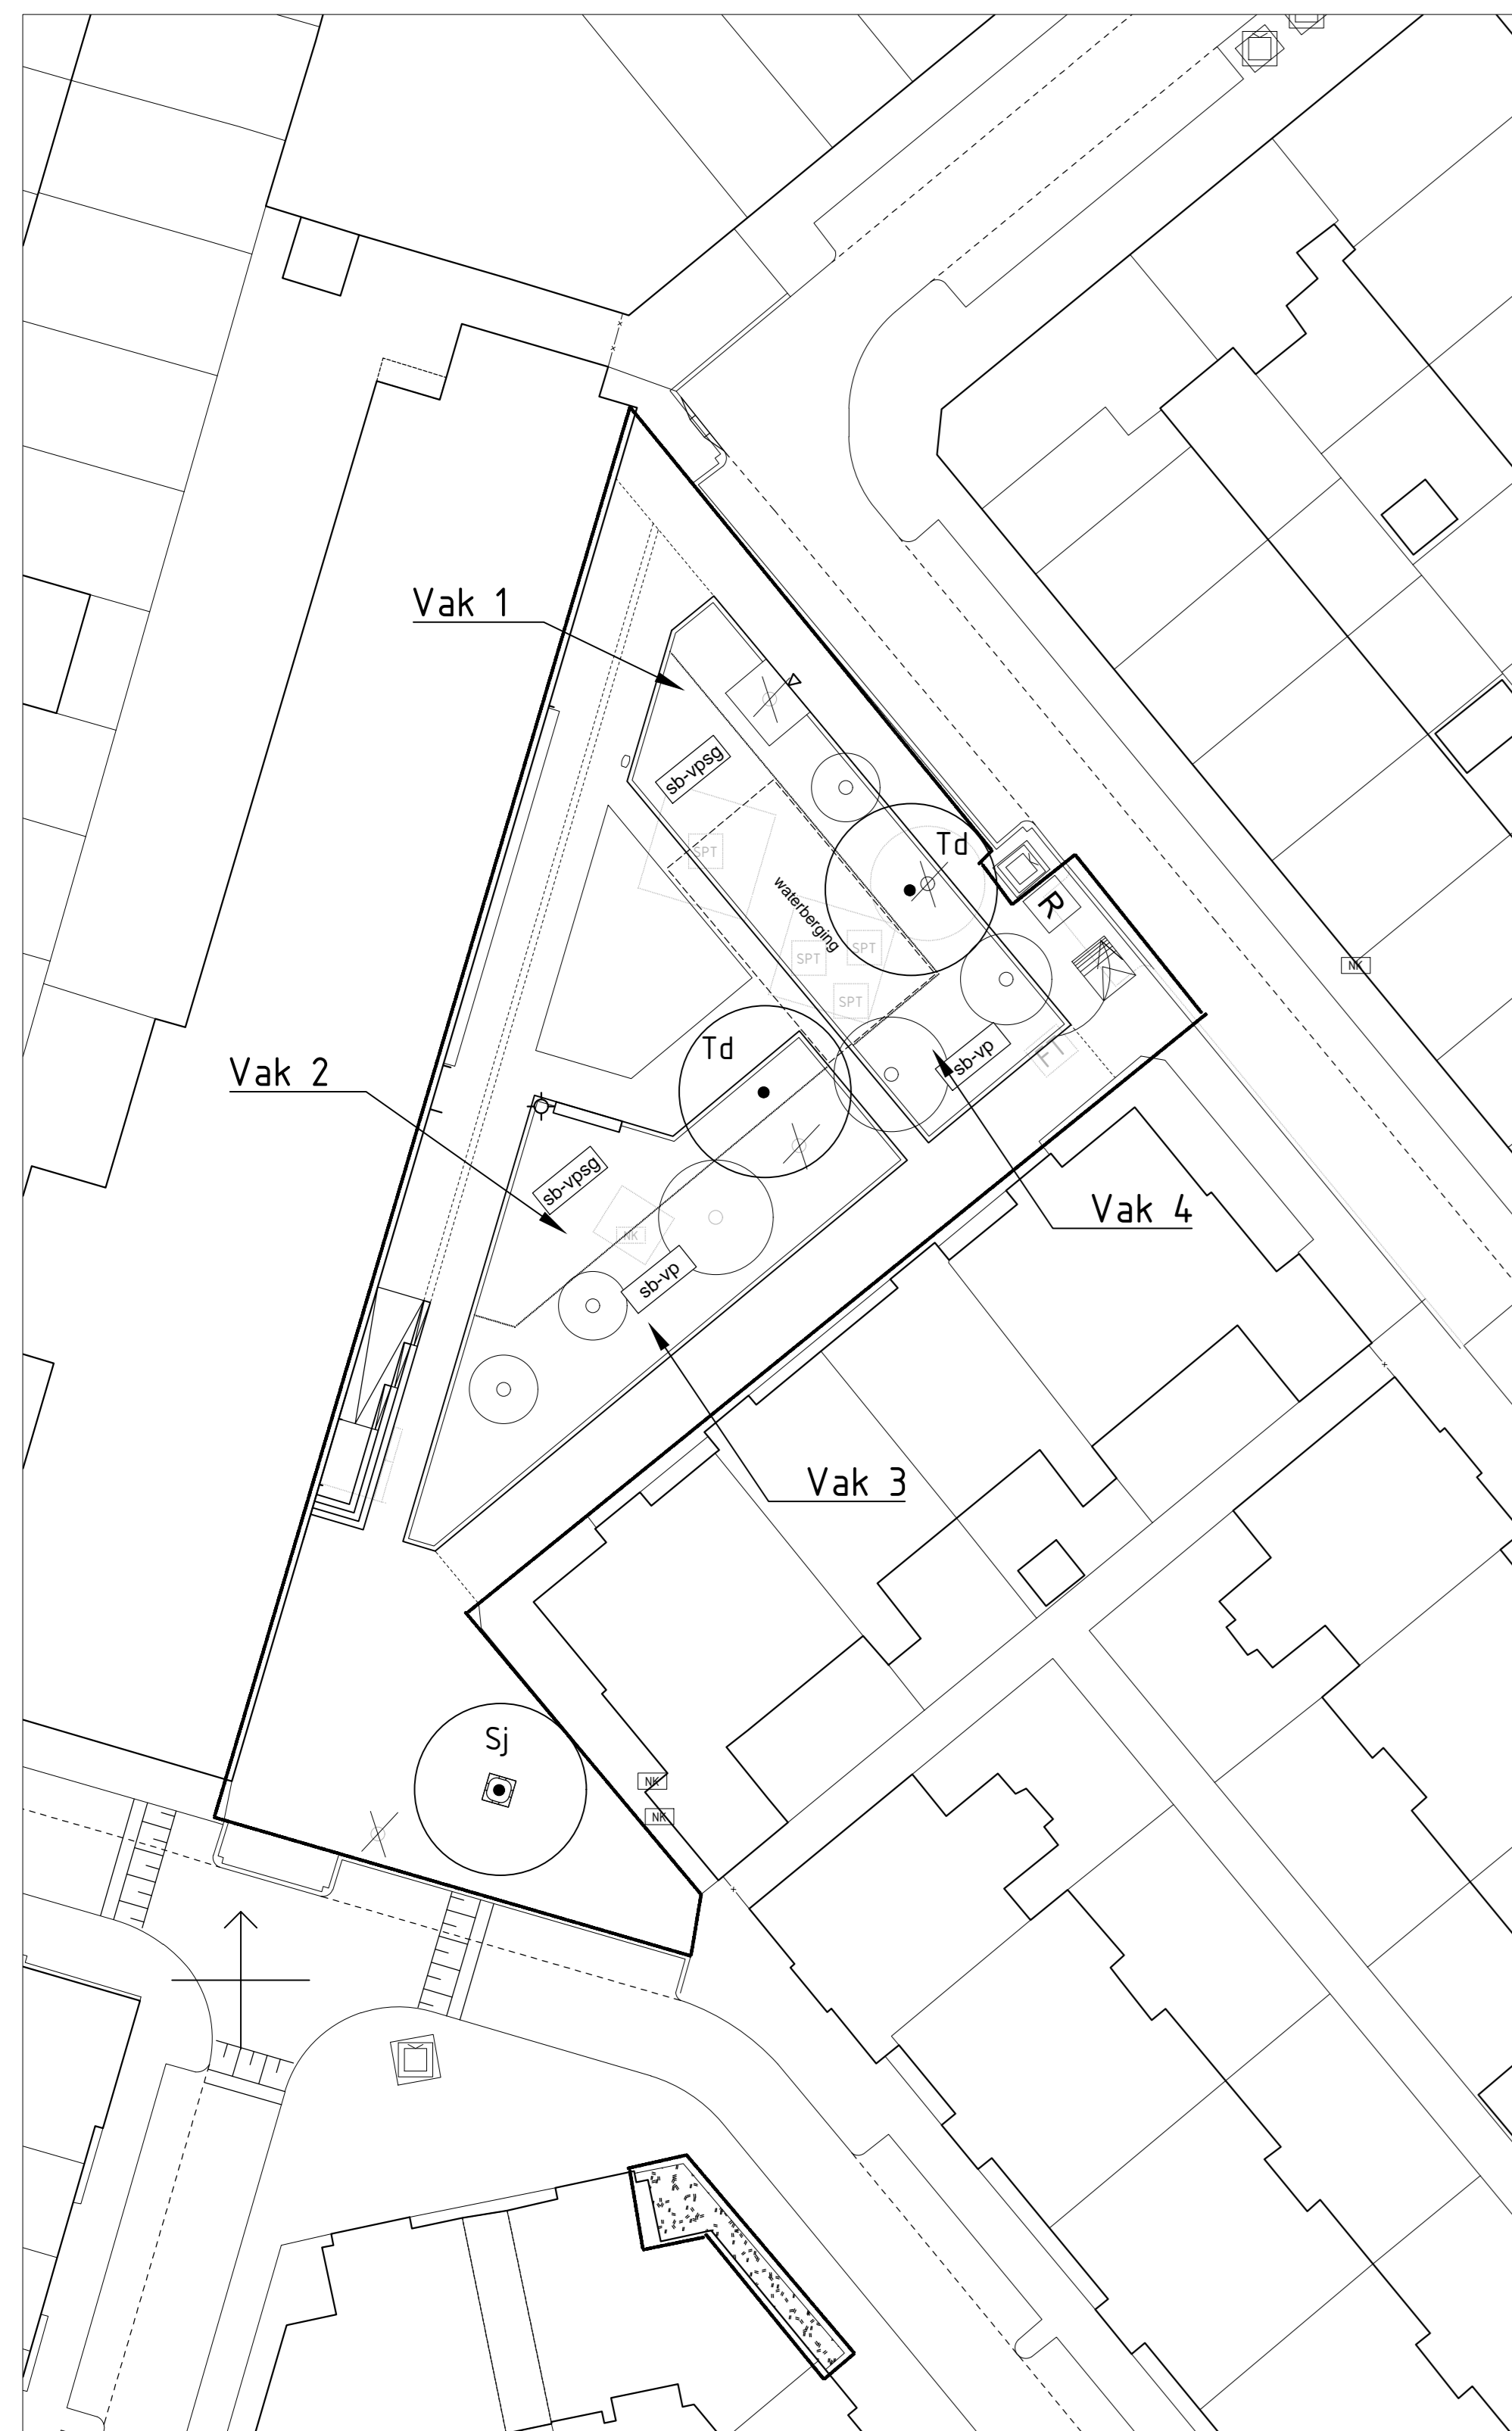 Vak 1
sb-vpsg
Td
SPT
waterberging
R
SPT
SPT
NK
SPT
Td
Vak 2
sb-vp
FT
sb-vpsg
Vak 4
NK
sb-vp
Vak 3
Sj
NK
NK